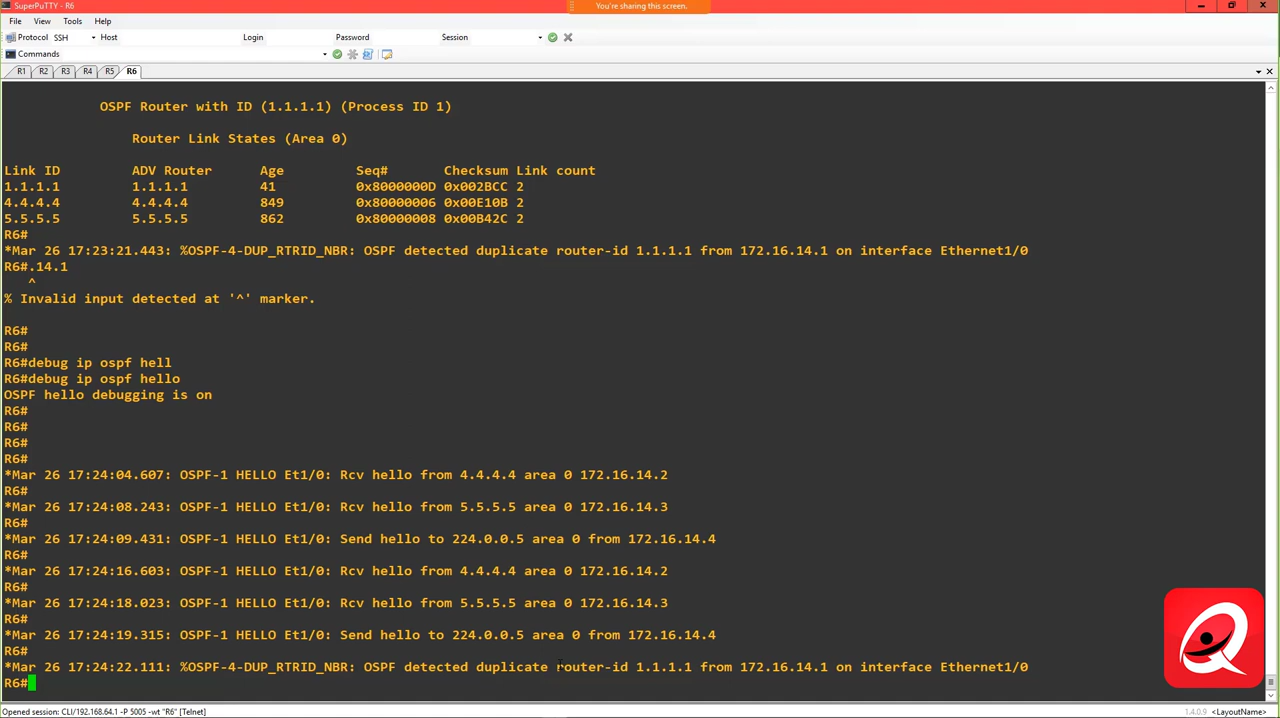 SuperPuTTY - R6
You're sharing this screen.
File View Tools Help
Protocol SSH Host Login Password Session
Commands
R1 R2 R3 R4 R5 R6
OSPF Router with ID (1.1.1.1) (Process ID 1)
Router Link States (Area 0)
Link ID ADV Router Age Seq# Checksum Link count
1.1.1.1 1.1.1.1 41 0x8000000D 0x002BCC 2
4.4.4.4 4.4.4.4 849 0x80000006 0x00E10B 2
5.5.5.5 5.5.5.5 862 0x80000008 0x00B42C 2
R6#
*Mar 26 17:23:21.443: %OSPF-4-DUP_RTRID_NBR: OSPF detected duplicate router-id 1.1.1.1 from 172.16.14.1 on interface Ethernet1/0
R6#.14.1
^
% Invalid input detected at '^' marker.
R6#
R6#
R6#debug ip ospf hell
R6#debug ip ospf hello
OSPF hello debugging is on
R6#
R6#
R6#
R6#
*Mar 26 17:24:04.607: OSPF-1 HELLO Et1/0: Rcv hello from 4.4.4.4 area 0 172.16.14.2
R6#
*Mar 26 17:24:08.243: OSPF-1 HELLO Et1/0: Rcv hello from 5.5.5.5 area 0 172.16.14.3
R6#
*Mar 26 17:24:09.431: OSPF-1 HELLO Et1/0: Send hello to 224.0.0.5 area 0 from 172.16.14.4
R6#
*Mar 26 17:24:16.603: OSPF-1 HELLO Et1/0: Rcv hello from 4.4.4.4 area 0 172.16.14.2
R6#
*Mar 26 17:24:18.023: OSPF-1 HELLO Et1/0: Rcv hello from 5.5.5.5 area 0 172.16.14.3
R6#
*Mar 26 17:24:19.315: OSPF-1 HELLO Et1/0: Send hello to 224.0.0.5 area 0 from 172.16.14.4
R6#
*Mar 26 17:24:22.111: %OSPF-4-DUP_RTRID_NBR: OSPF detected duplicate router-id 1.1.1.1 from 172.16.14.1 on interface Ethernet1/0
R6#
Opened session: CLI/192.168.64.1 -P 5005 -wt "R6" [Telnet] 1.4.0.9 <LayoutName>